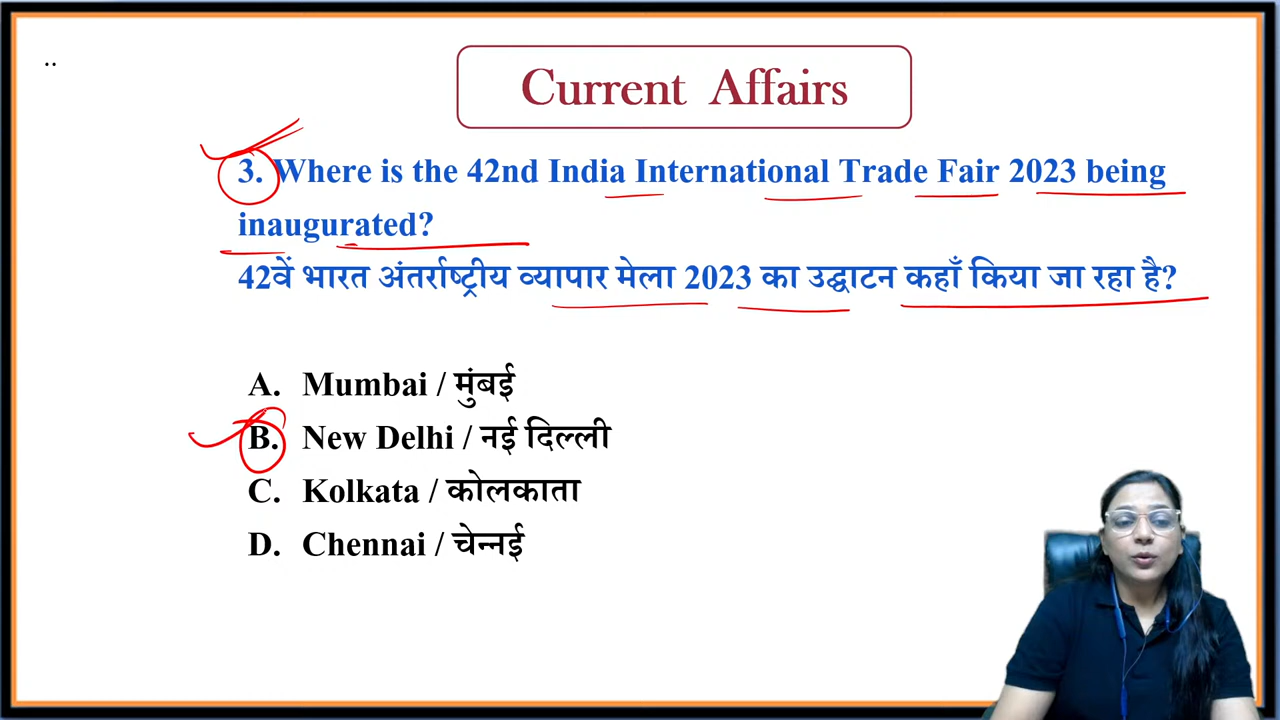 ..
Current Affairs
3. Where is the 42nd India International Trade Fair 2023 being
inaugurated?
42वें भारत अंतर्राष्ट्रीय व्यापार मेला 2023 का उद्घाटन कहाँ किया जा रहा है?
A. Mumbai / मुंबई
B. New Delhi / नई दिल्ली
C. Kolkata / कोलकाता
D. Chennai / चेन्नई